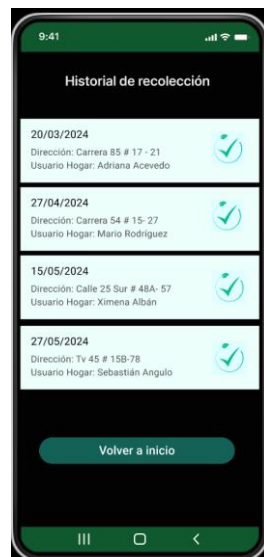 9:41
Historial de recolección
20/03/2024
Dirección: Carrera 85 # 17 - 21
Usuario Hogar: Adriana Acevedo
27/04/2024
Dirección: Carrera 54 # 15- 27
Usuario Hogar: Mario Rodríguez
15/05/2024
Dirección: Calle 25 Sur # 48A- 57
Usuario Hogar: Ximena Albán
27/05/2024
Dirección: Tv 45 # 15B-78
Usuario Hogar: Sebastián Angulo
Volver a inicio